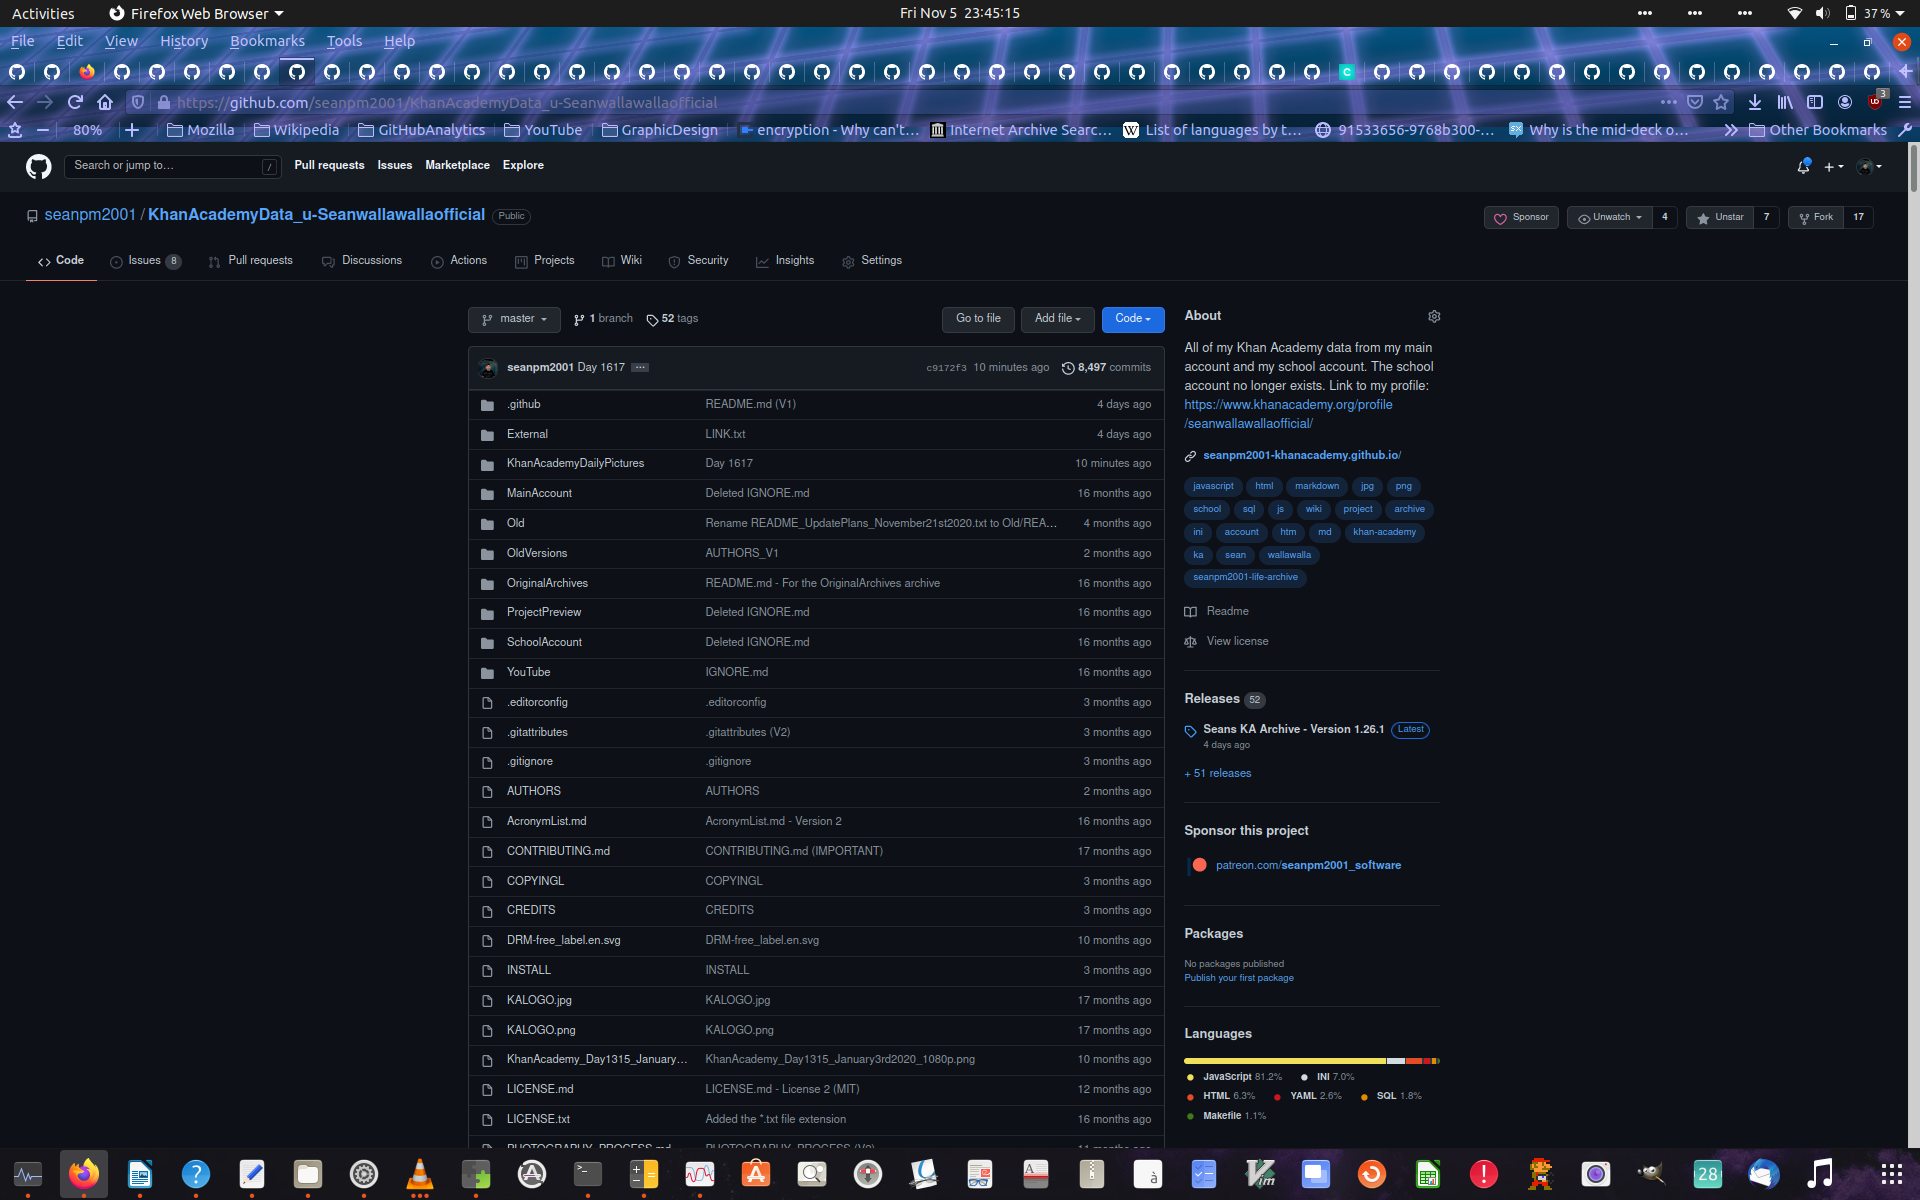 Activities
Firefox Web Browser
Fri Nov 5 23:45:15
37 %
File Edit View History Bookmarks Tools Help
https://github.com/seanpm2001/KhanAcademyData_u-Seanwallawallaofficial
3
80%
Mozilla
Wikipedia
GitHubAnalytics
YouTube
GraphicDesign
encryption - Why can't...
Internet Archive Searc...
List of languages by t...
91533656-9768b300-...
Why is the mid-deck o...
Other Bookmarks
Search or jump to...
/
Pull requests Issues Marketplace Explore
seanpm2001 / KhanAcademyData_u-Seanwallawallaofficial Public
Sponsor
Unwatch 4
Unstar 7
Fork 17
Code
Issues 8
Pull requests
Discussions
Actions
Projects
Wiki
Security
Insights
Settings
master
1 branch
52 tags
Go to file
Add file
Code
seanpm2001 Day 1617 ... c9172f3 10 minutes ago 8,497 commits
.github README.md (V1) 4 days ago
External LINK.txt 4 days ago
KhanAcademyDailyPictures Day 1617 10 minutes ago
MainAccount Deleted IGNORE.md 16 months ago
Old Rename README_UpdatePlans_November21st2020.txt to Old/REA... 4 months ago
OldVersions AUTHORS_V1 2 months ago
OriginalArchives README.md - For the OriginalArchives archive 16 months ago
ProjectPreview Deleted IGNORE.md 16 months ago
SchoolAccount Deleted IGNORE.md 16 months ago
YouTube IGNORE.md 16 months ago
.editorconfig .editorconfig 3 months ago
.gitattributes .gitattributes (V2) 3 months ago
.gitignore .gitignore 3 months ago
AUTHORS AUTHORS 2 months ago
AcronymList.md AcronymList.md - Version 2 16 months ago
CONTRIBUTING.md CONTRIBUTING.md (IMPORTANT) 17 months ago
COPYINGL COPYINGL 3 months ago
CREDITS CREDITS 3 months ago
DRM-free_label.en.svg DRM-free_label.en.svg 10 months ago
INSTALL INSTALL 3 months ago
KALOGO.jpg KALOGO.jpg 17 months ago
KALOGO.png KALOGO.png 17 months ago
KhanAcademy_Day1315_January... KhanAcademy_Day1315_January3rd2020_1080p.png 10 months ago
LICENSE.md LICENSE.md - License 2 (MIT) 12 months ago
LICENSE.txt Added the *.txt file extension 16 months ago
PHOTOGRAPHY_PROCESS.md PHOTOGRAPHY_PROCESS (V2) 11 months ago
About
All of my Khan Academy data from my main
account and my school account. The school
account no longer exists. Link to my profile:
https://www.khanacademy.org/profile
/seanwallawallaofficial/
seanpm2001-khanacademy.github.io/
javascript html markdown jpg png
school sql js wiki project archive
ini account htm md khan-academy
ka sean wallawalla
seanpm2001-life-archive
Readme
View license
Releases 52
Seans KA Archive - Version 1.26.1 Latest
4 days ago
+ 51 releases
Sponsor this project
patreon.com/seanpm2001_software
Packages
No packages published
Publish your first package
Languages
JavaScript 81.2% INI 7.0%
HTML 6.3% YAML 2.6% SQL 1.8%
Makefile 1.1%
28